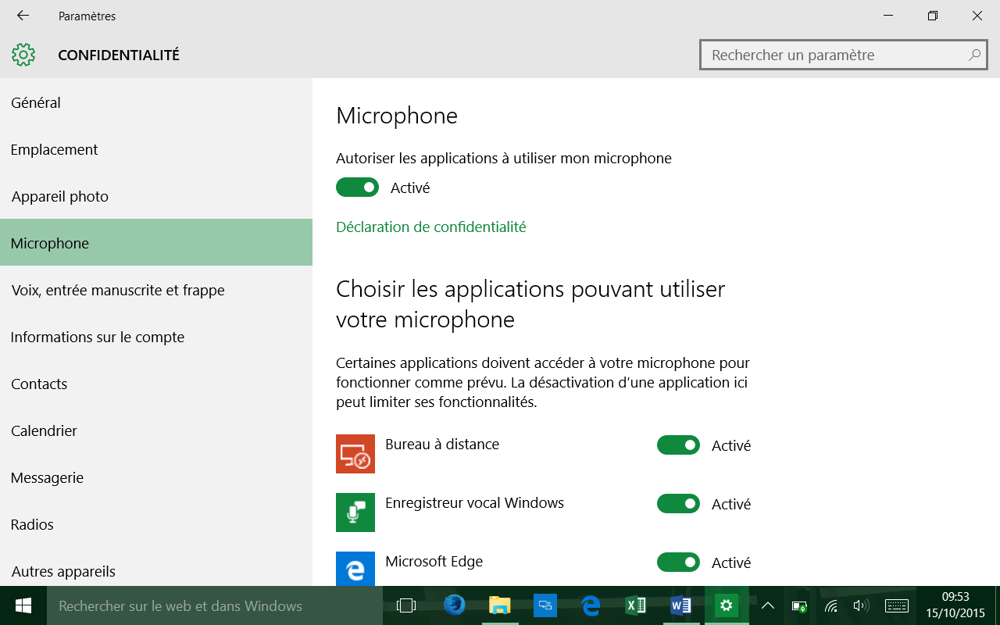 Paramètres
CONFIDENTIALITÉ
Rechercher un paramètre
Général
Emplacement
Appareil photo
Microphone
Voix, entrée manuscrite et frappe
Informations sur le compte
Contacts
Calendrier
Messagerie
Radios
Autres appareils
Microphone
Autoriser les applications à utiliser mon microphone
Activé
Déclaration de confidentialité
Choisir les applications pouvant utiliser
votre microphone
Certaines applications doivent accéder à votre microphone pour
fonctionner comme prévu. La désactivation d’une application ici
peut limiter ses fonctionnalités.
Bureau à distance
Activé
Enregistreur vocal Windows
Activé
Microsoft Edge
Activé
Rechercher sur le web et dans Windows
09:53
15/10/2015